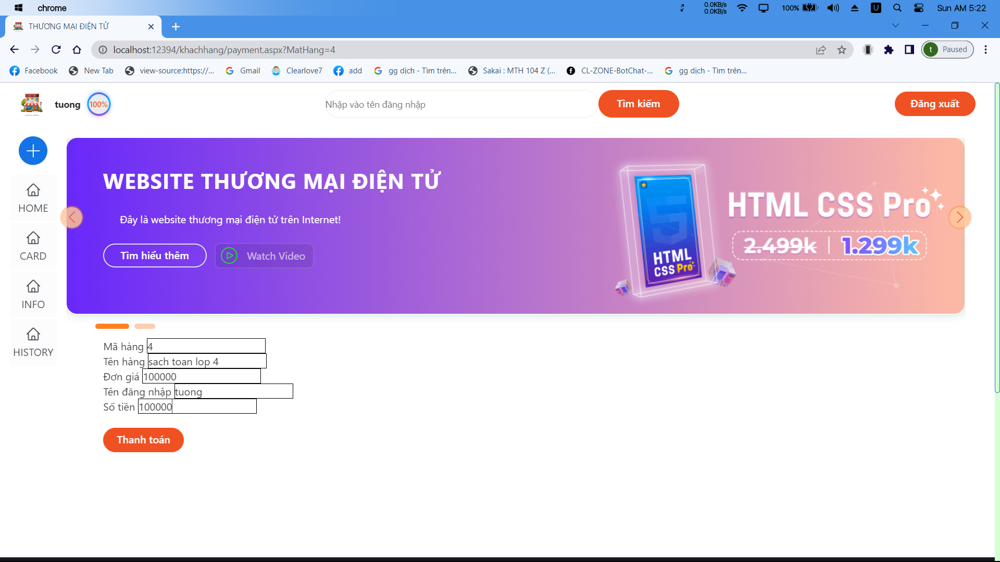 chrome
0.0KB/s
0.0KB/s
100%
U
Sun AM 5:22
THƯƠNG MẠI ĐIỆN TỬ
localhost:12394/khachhang/payment.aspx?MatHang=4
t Paused
Facebook New Tab view-source:https://... Gmail Clearlove7 add gg dịch - Tìm trên... Sakai : MTH 104 Z (... CL-ZONE-BotChat-... gg dịch - Tìm trên...
tuong 100% Nhập vào tên đăng nhập Tìm kiếm Đăng xuất
HOME
CARD
INFO
HISTORY
WEBSITE THƯƠNG MẠI ĐIỆN TỬ
Đây là website thương mại điện tử trên Internet!
Tìm hiểu thêm Watch Video
5
HTML
CSS Pro
HTML CSS Pro
2.499k | 1.299k
Mã hàng 4
Tên hàng sach toan lop 4
Đơn giá 100000
Tên đăng nhập tuong
Số tiền 100000
Thanh toán